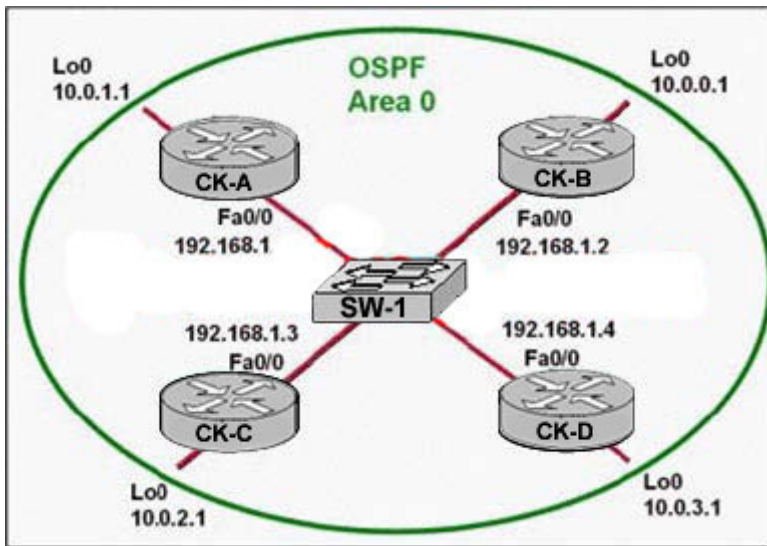 Lo0
10.0.1.1
OSPF
Area 0
Lo0
10.0.0.1
CK-A
CK-B
Fa0/0
192.168.1
Fa0/0
192.168.1.2
SW-1
192.168.1.3
Fa0/0
192.168.1.4
Fa0/0
CK-C
CK-D
Lo0
10.0.2.1
Lo0
10.0.3.1